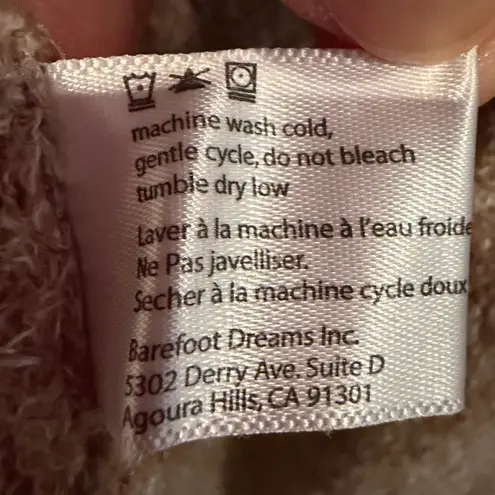 machine wash cold,
gentle cycle, do not bleach
tumble dry low
Laver à la machine à l'eau froide
Ne Pas javelliser.
Secher à la machine cycle doux
Barefoot Dreams Inc.
5302 Derry Ave. Suite D
Agoura Hills, CA 91301